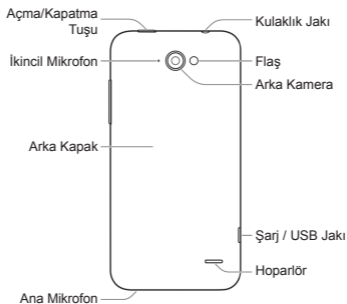 Açma/Kapatma
Tuşu
Kulaklık Jakı
İkincil Mikrofon
Flaş
Arka Kamera
Arka Kapak
Şarj / USB Jakı
Hoparlör
Ana Mikrofon